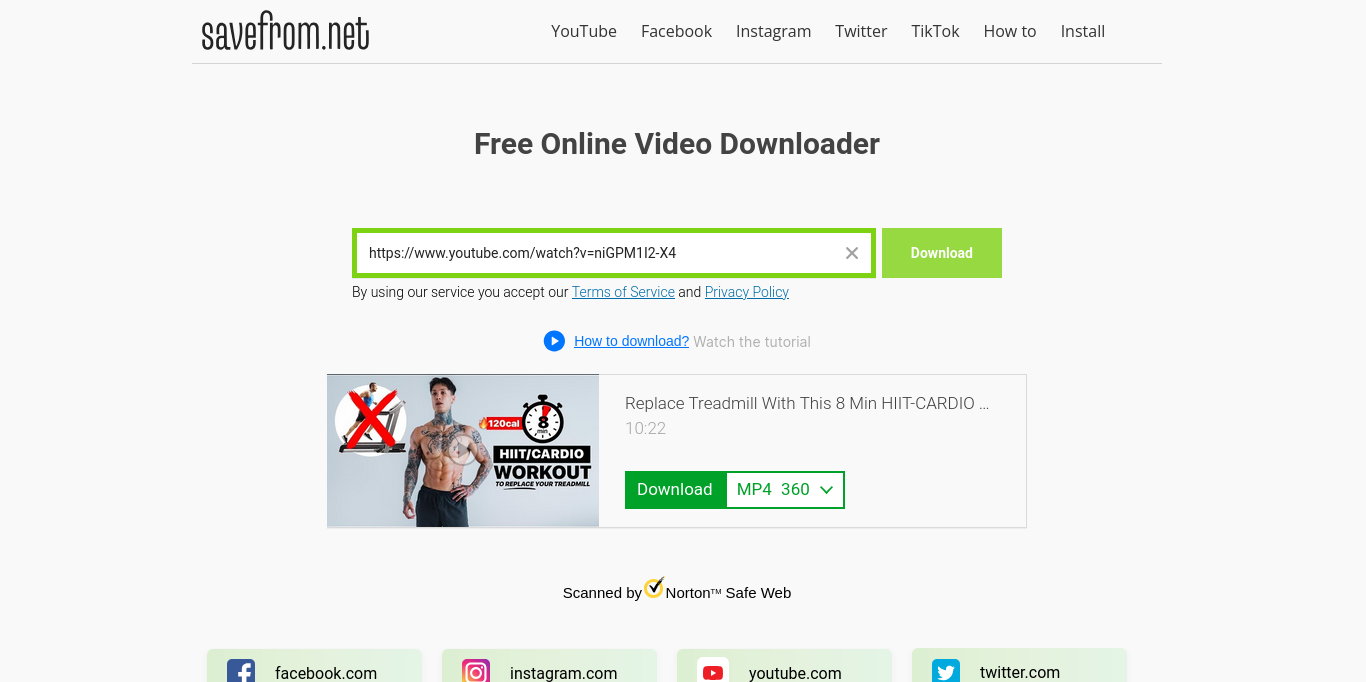 savefrom.net
YouTube Facebook Instagram Twitter TikTok How to Install
Free Online Video Downloader
https://www.youtube.com/watch?v=niGPM1I2-X4
Download
By using our service you accept our Terms of Service and Privacy Policy
How to download? Watch the tutorial
120cal
8
min
HIIT/CARDIO
WORKOUT
TO REPLACE YOUR TREADMILL
Replace Treadmill With This 8 Min HIIT-CARDIO ...
10:22
Download MP4 360
Scanned by Norton™ Safe Web
facebook.com instagram.com youtube.com twitter.com